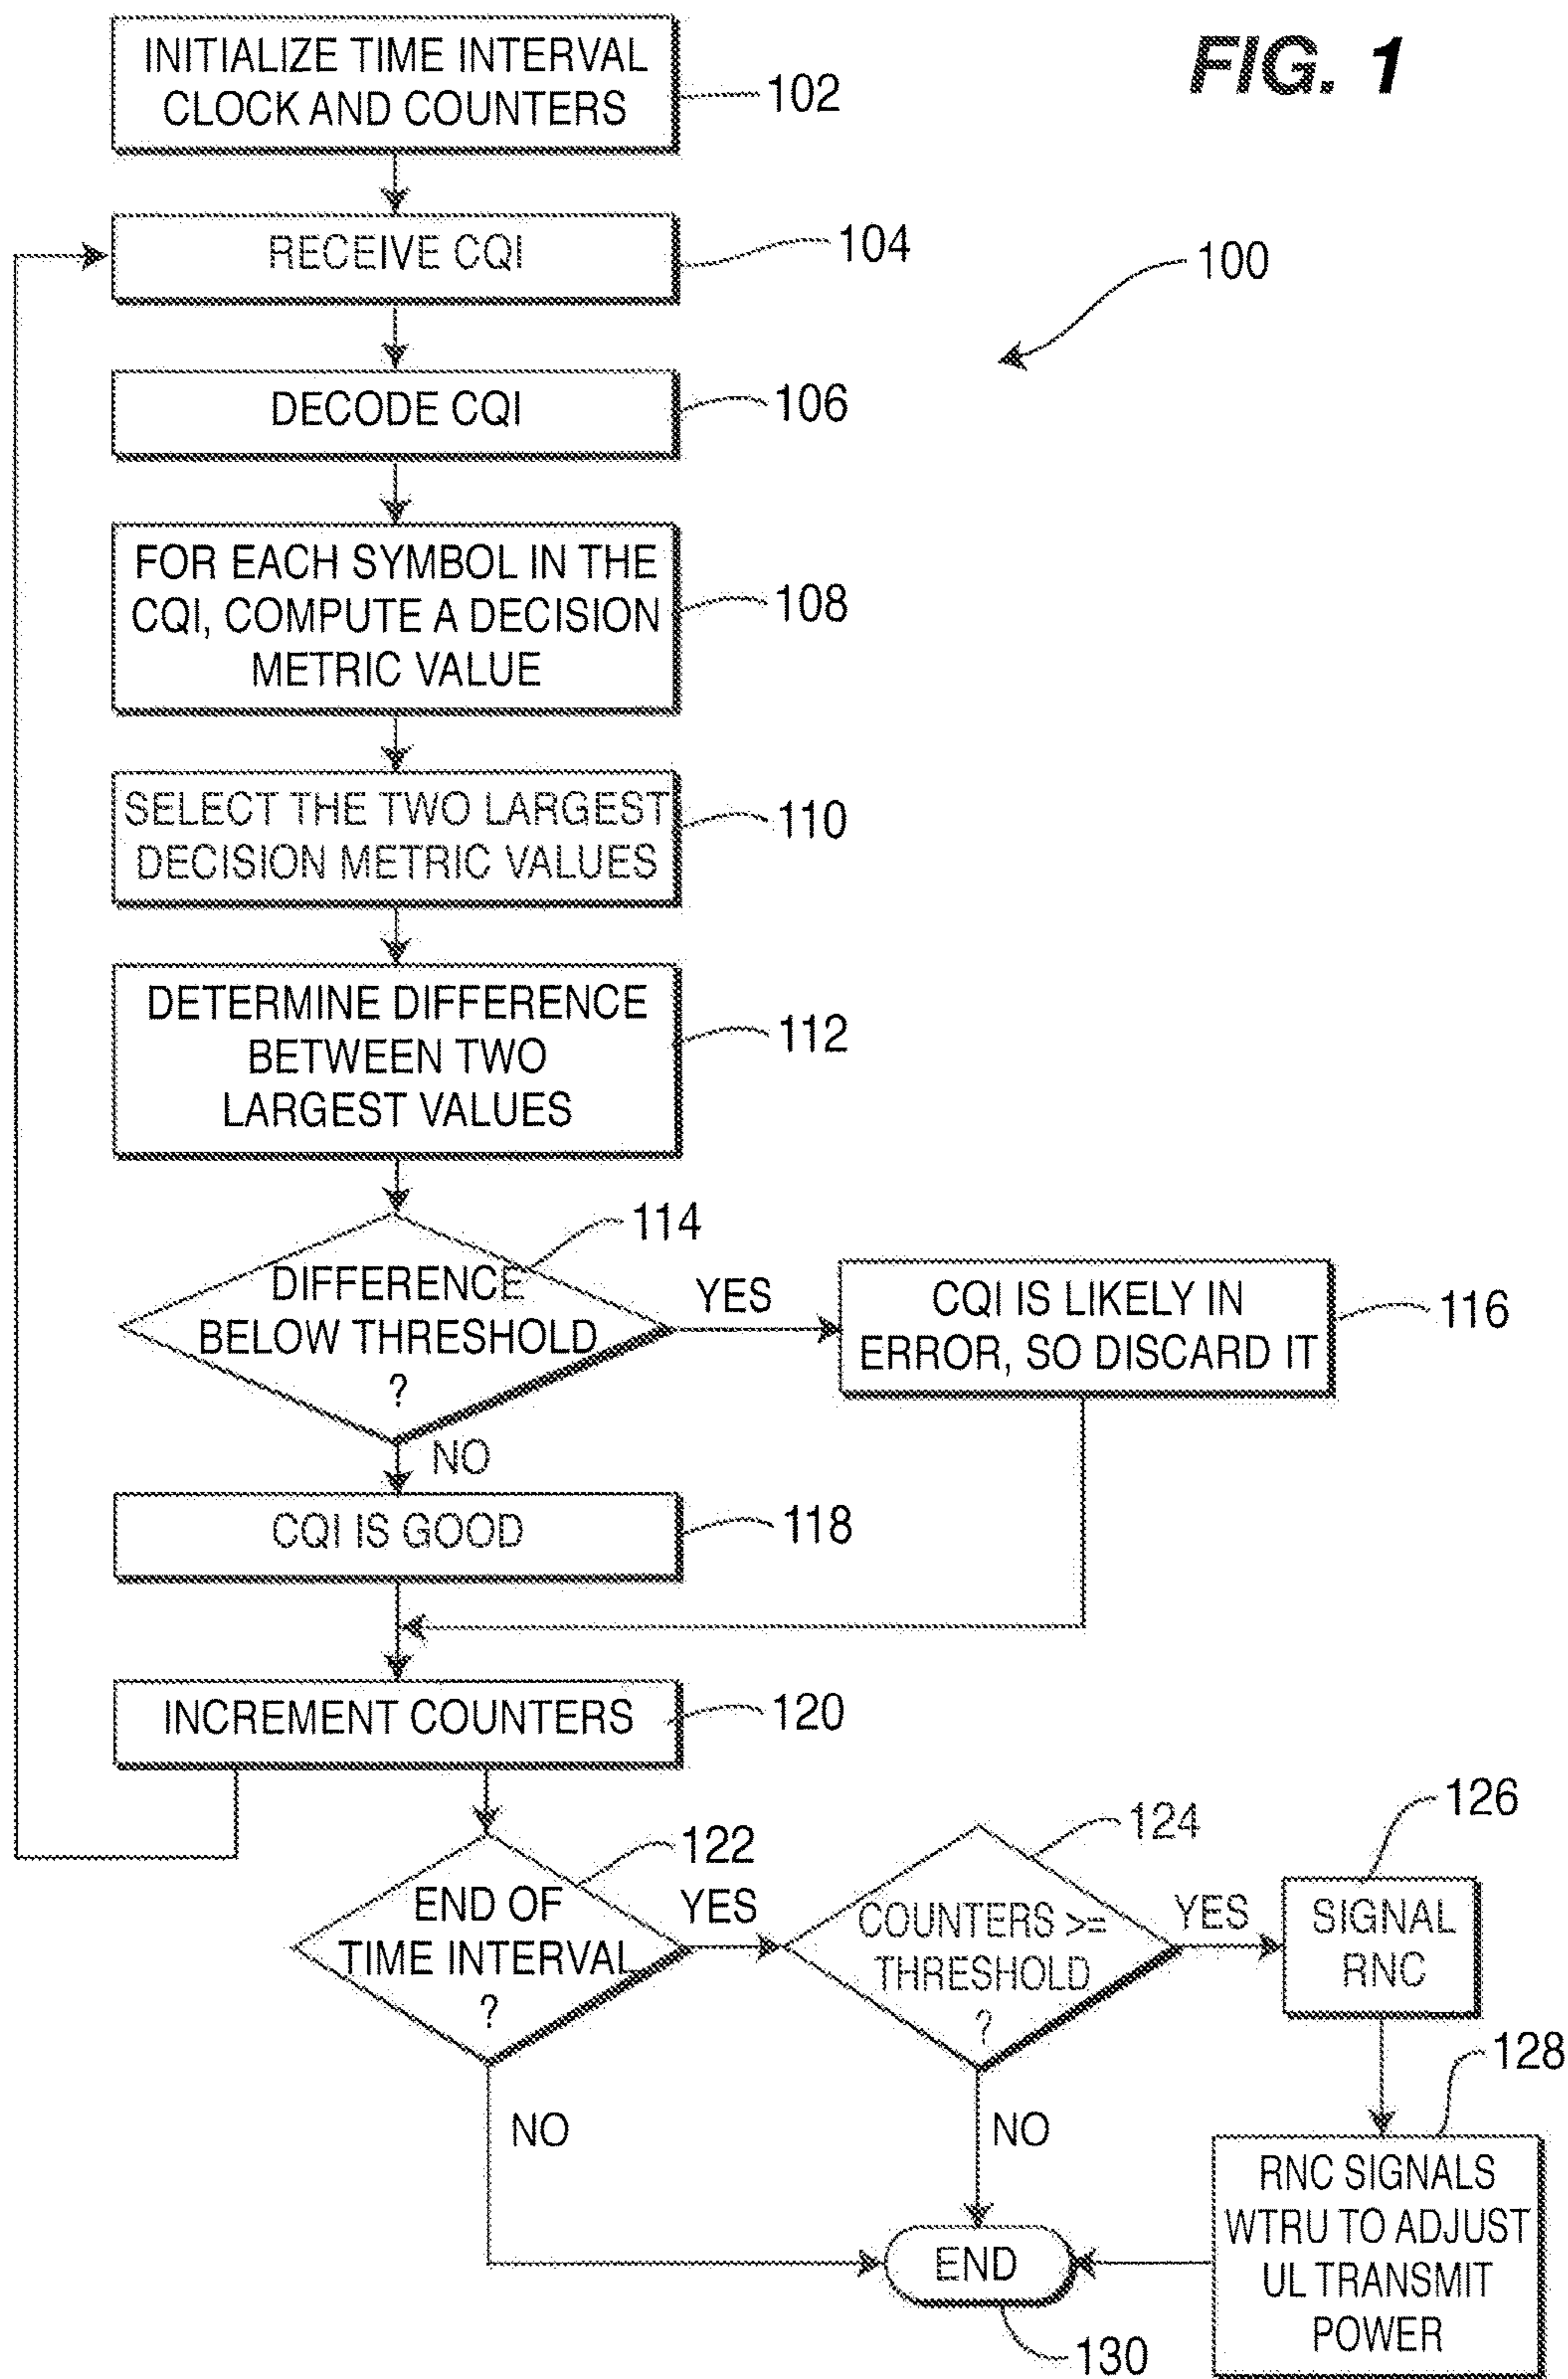 FIG. 1
INITIALIZE TIME INTERVAL
CLOCK AND COUNTERS
102
RECEIVE CQI
104
100
DECODE CQI
106
FOR EACH SYMBOL IN THE
CQI, COMPUTE A DECISION
METRIC VALUE
108
SELECT THE TWO LARGEST
DECISION METRIC VALUES
110
DETERMINE DIFFERENCE
BETWEEN TWO
LARGEST VALUES
112
114
DIFFERENCE
BELOW THRESHOLD
?
YES
CQI IS LIKELY IN
ERROR, SO DISCARD IT
116
NO
CQI IS GOOD
118
INCREMENT COUNTERS
120
122
END OF
TIME INTERVAL
?
YES
NO
124
COUNTERS >=
THRESHOLD
?
YES
NO
126
SIGNAL
RNC
128
RNC SIGNALS
WTRU TO ADJUST
UL TRANSMIT
POWER
END
130